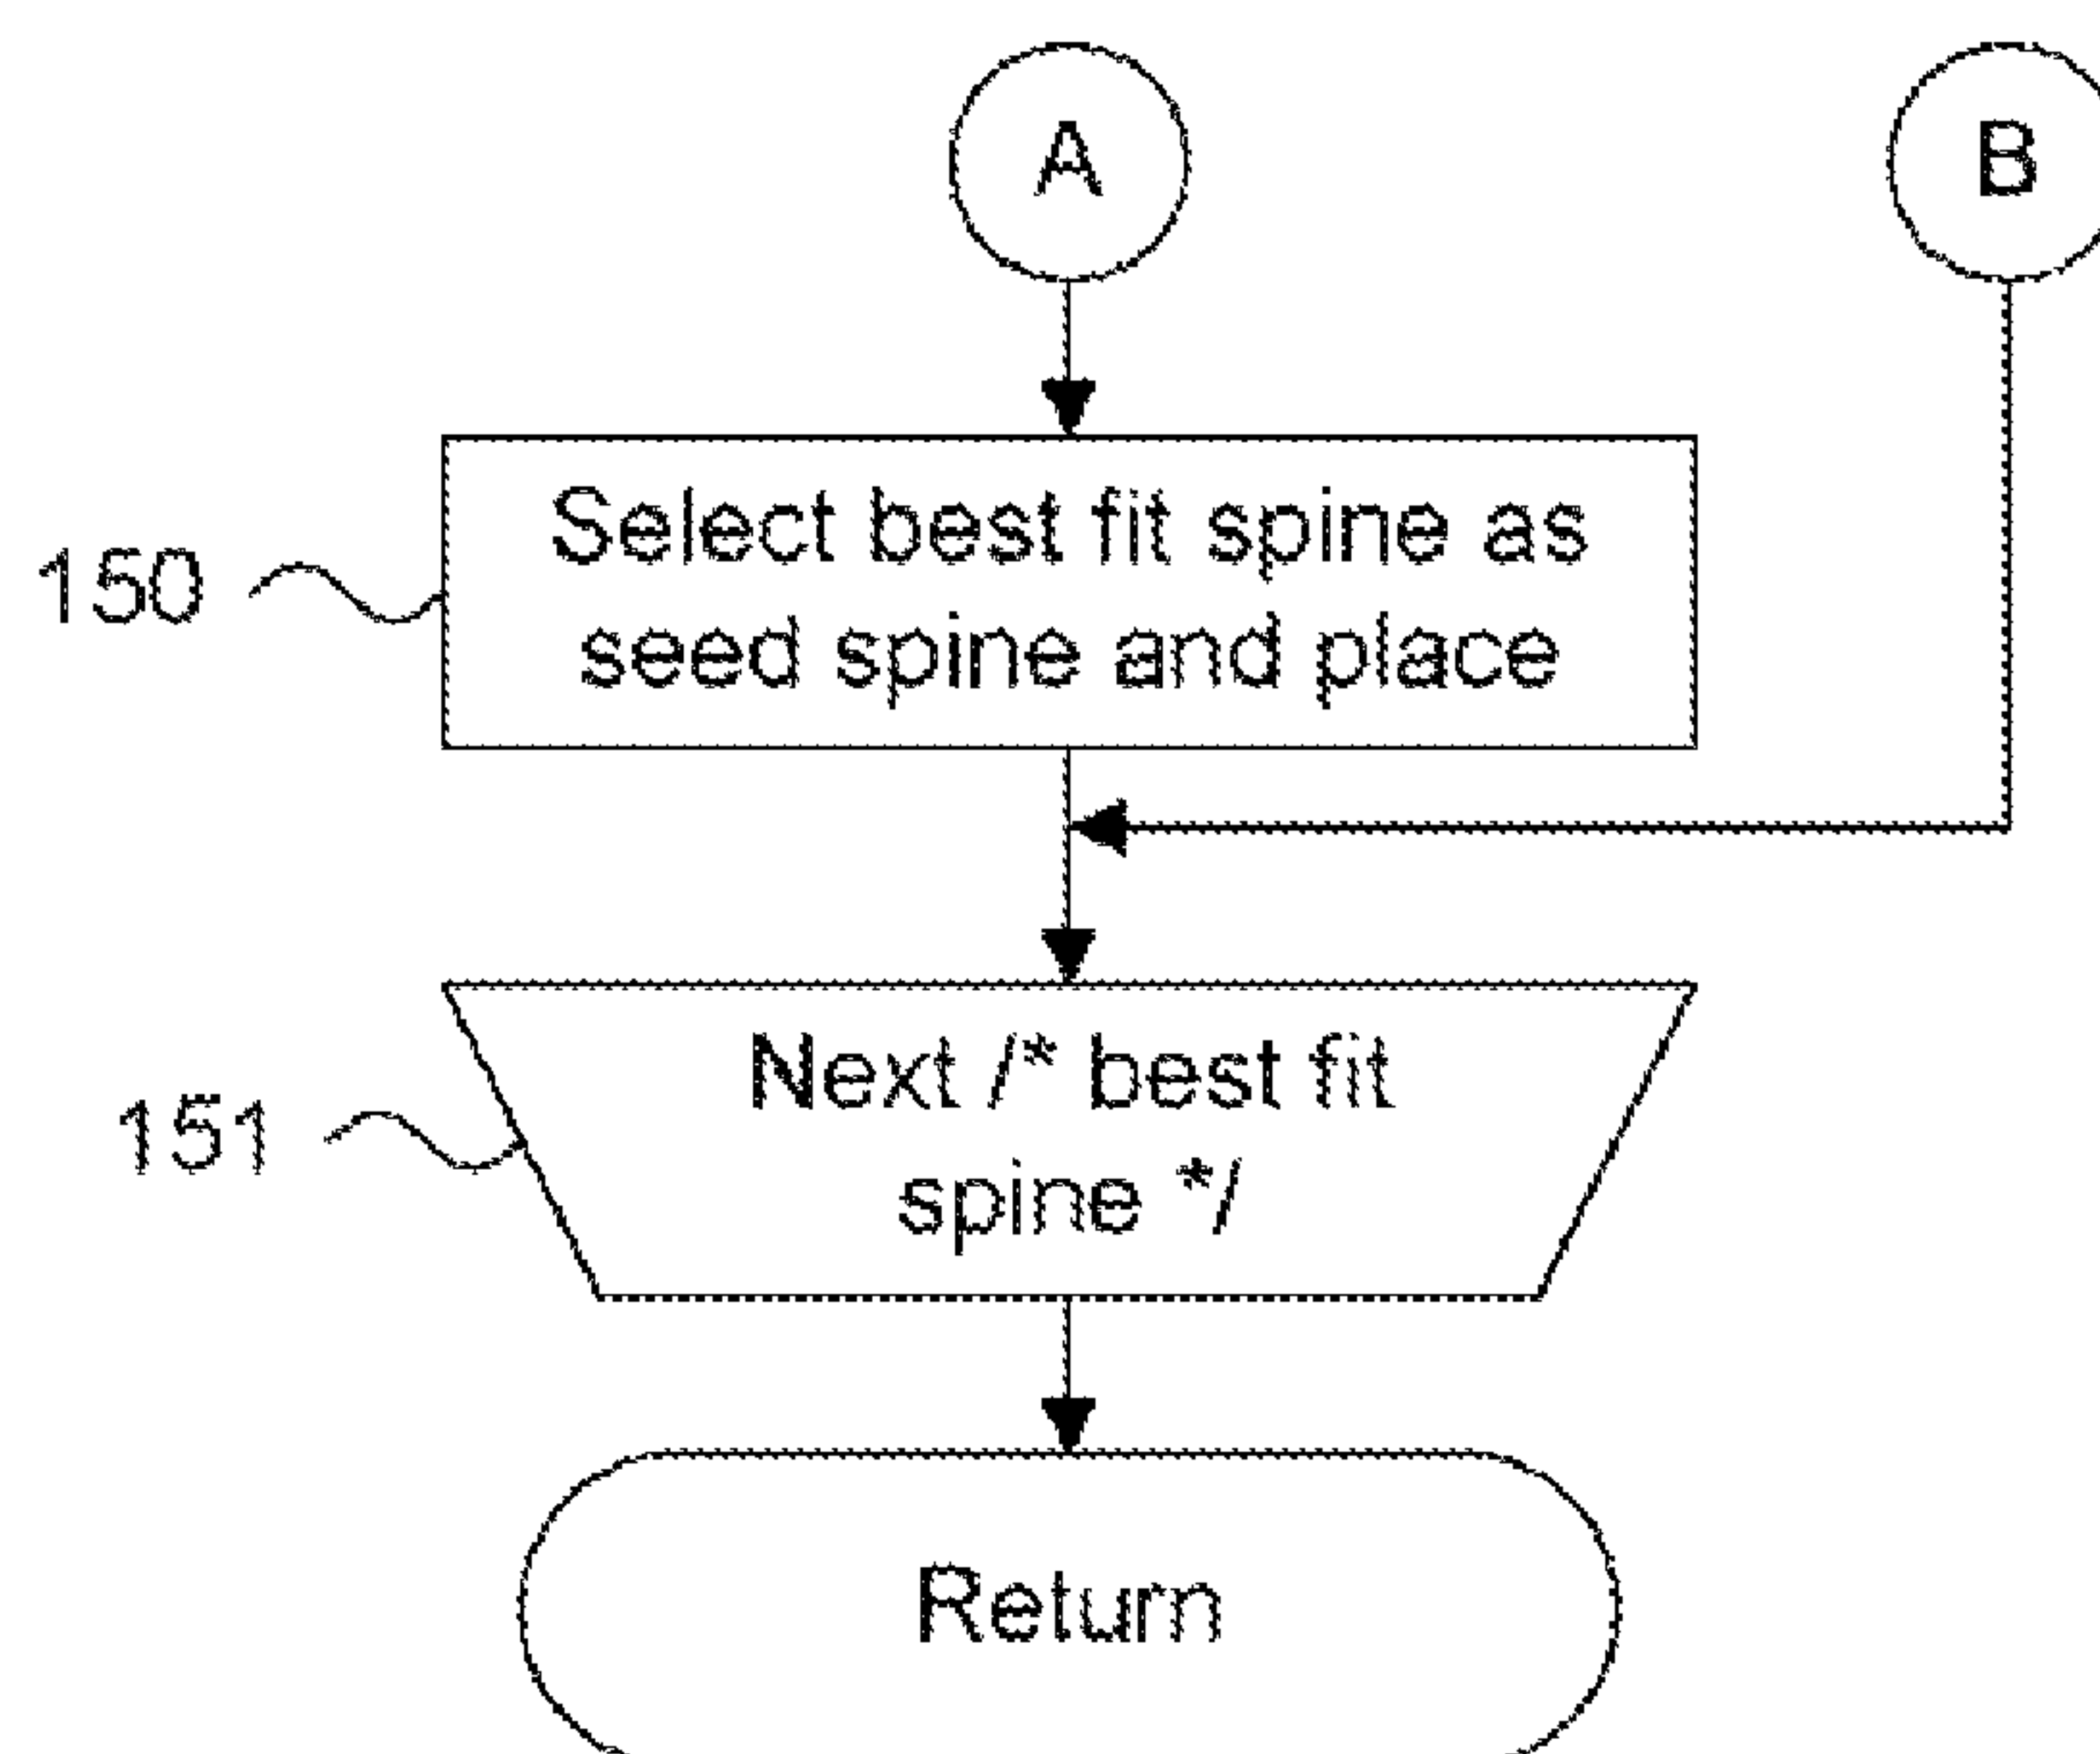 A
B
150
Select best fit spine as
seed spine and place
151
Next /* best fit
spine */
Return